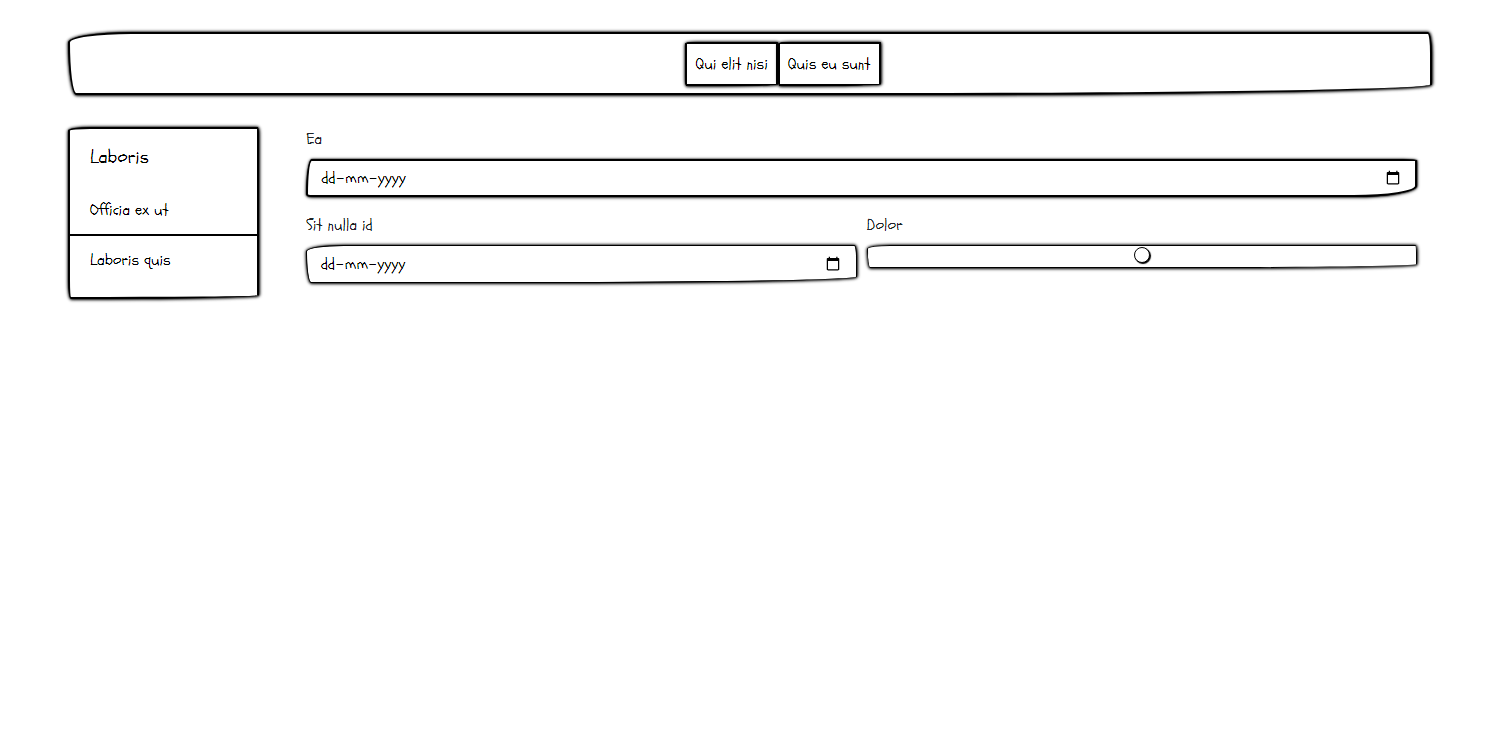 Qui elit nisi Quis eu sunt
Laboris
Officia ex ut
Laboris quis
Ea
dd-mm-yyyy
Sit nulla id
dd-mm-yyyy
Dolor